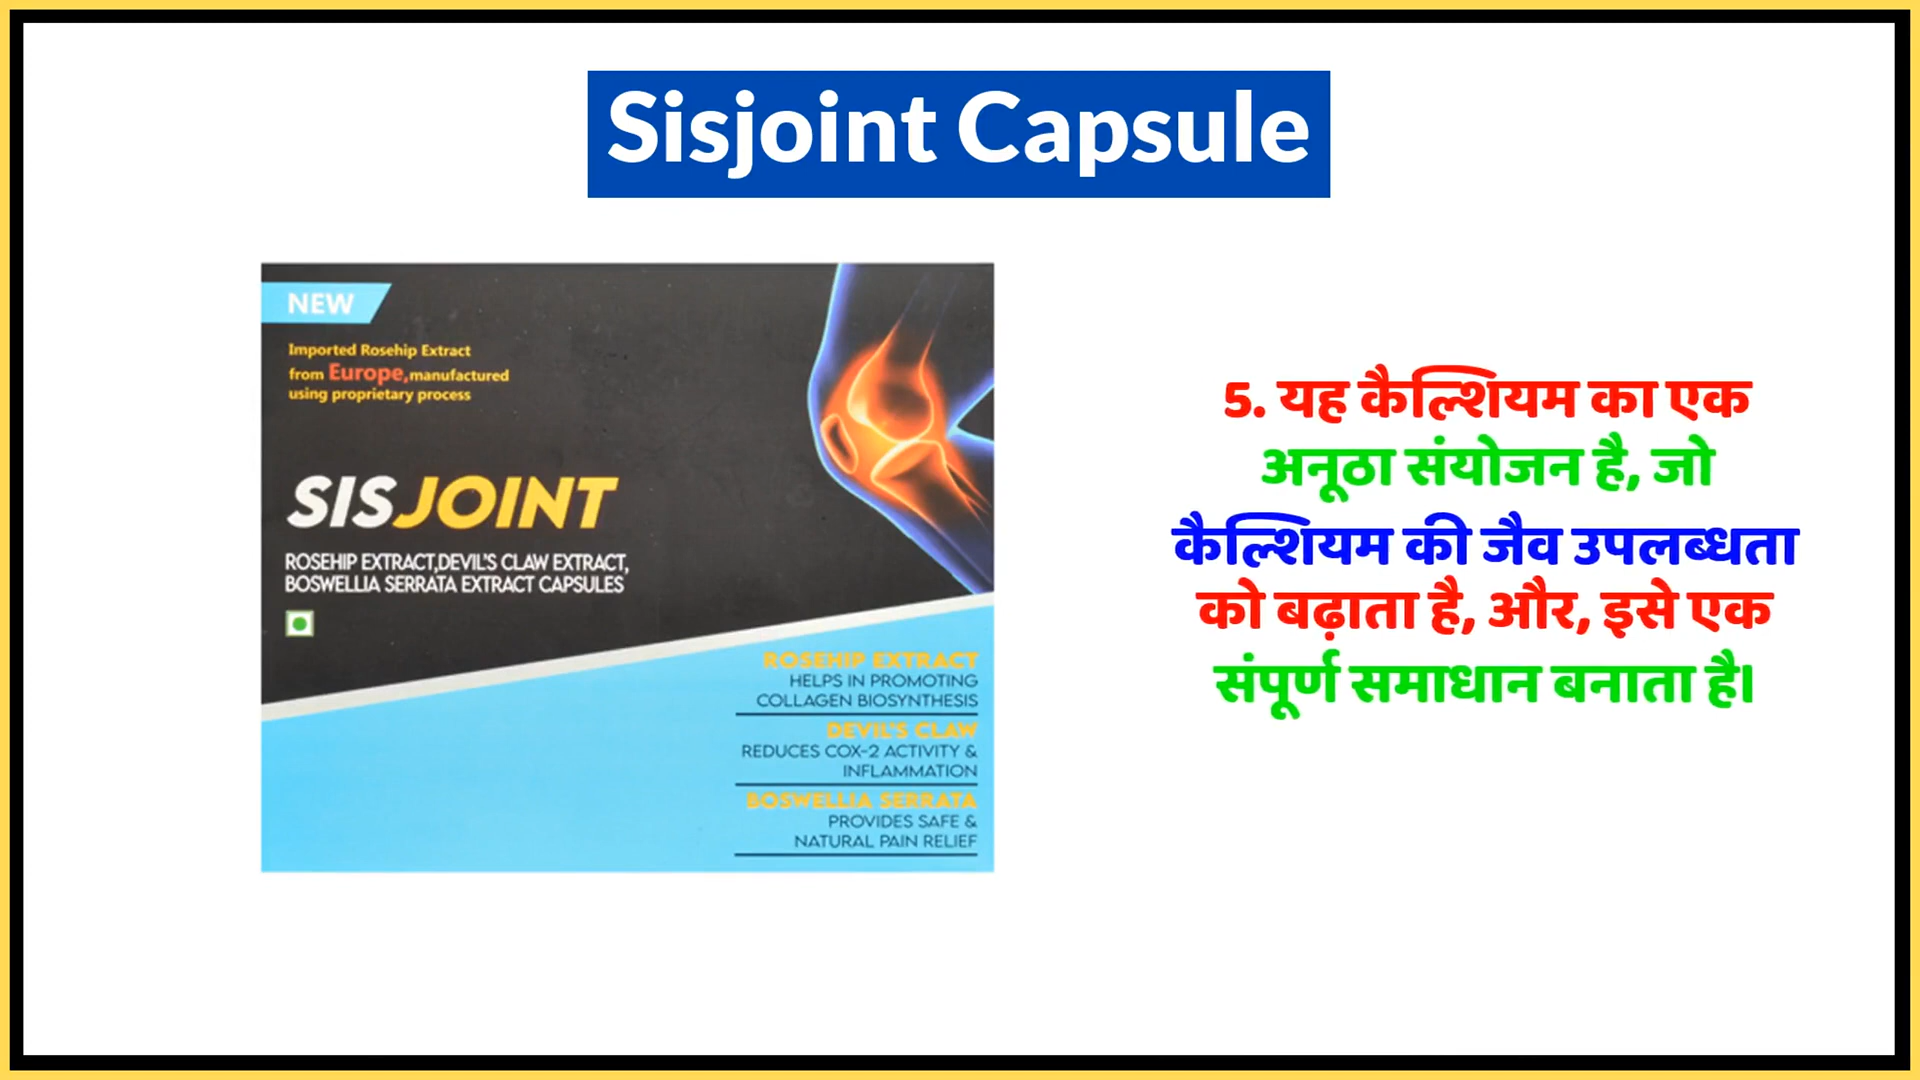 Sisjoint Capsule
NEW
Imported Rosehip Extract
from Europe,manufactured
using proprietary process
SISJOINT
ROSEHIP EXTRACT,DEVIL'S CLAW EXTRACT,
BOSWELLIA SERRATA EXTRACT CAPSULES
ROSEHIP EXTRACT
HELPS IN PROMOTING
COLLAGEN BIOSYNTHESIS
DEVIL'S CLAW
REDUCES COX-2 ACTIVITY &
INFLAMMATION
BOSWELLIA SERRATA
PROVIDES SAFE &
NATURAL PAIN RELIEF
5. यह कैल्शियम का एक
अनूठा संयोजन है, जो
कैल्शियम की जैव उपलब्धता
को बढ़ाता है, और, इसे एक
संपूर्ण समाधान बनाता है।